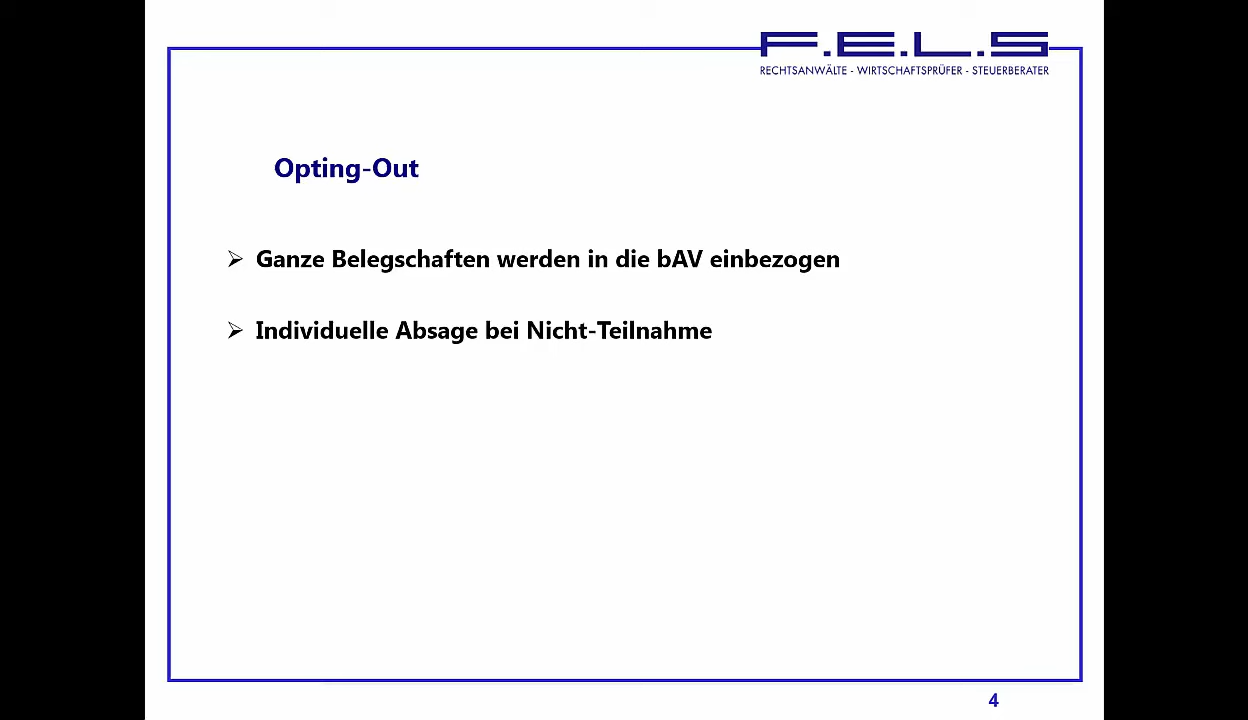 F.E.L.S
RECHTSANWÄLTE - WIRTSCHAFTSPRÜFER - STEUERBERATER
Opting-Out
Ganze Belegschaften werden in die bAV einbezogen
Individuelle Absage bei Nicht-Teilnahme
4